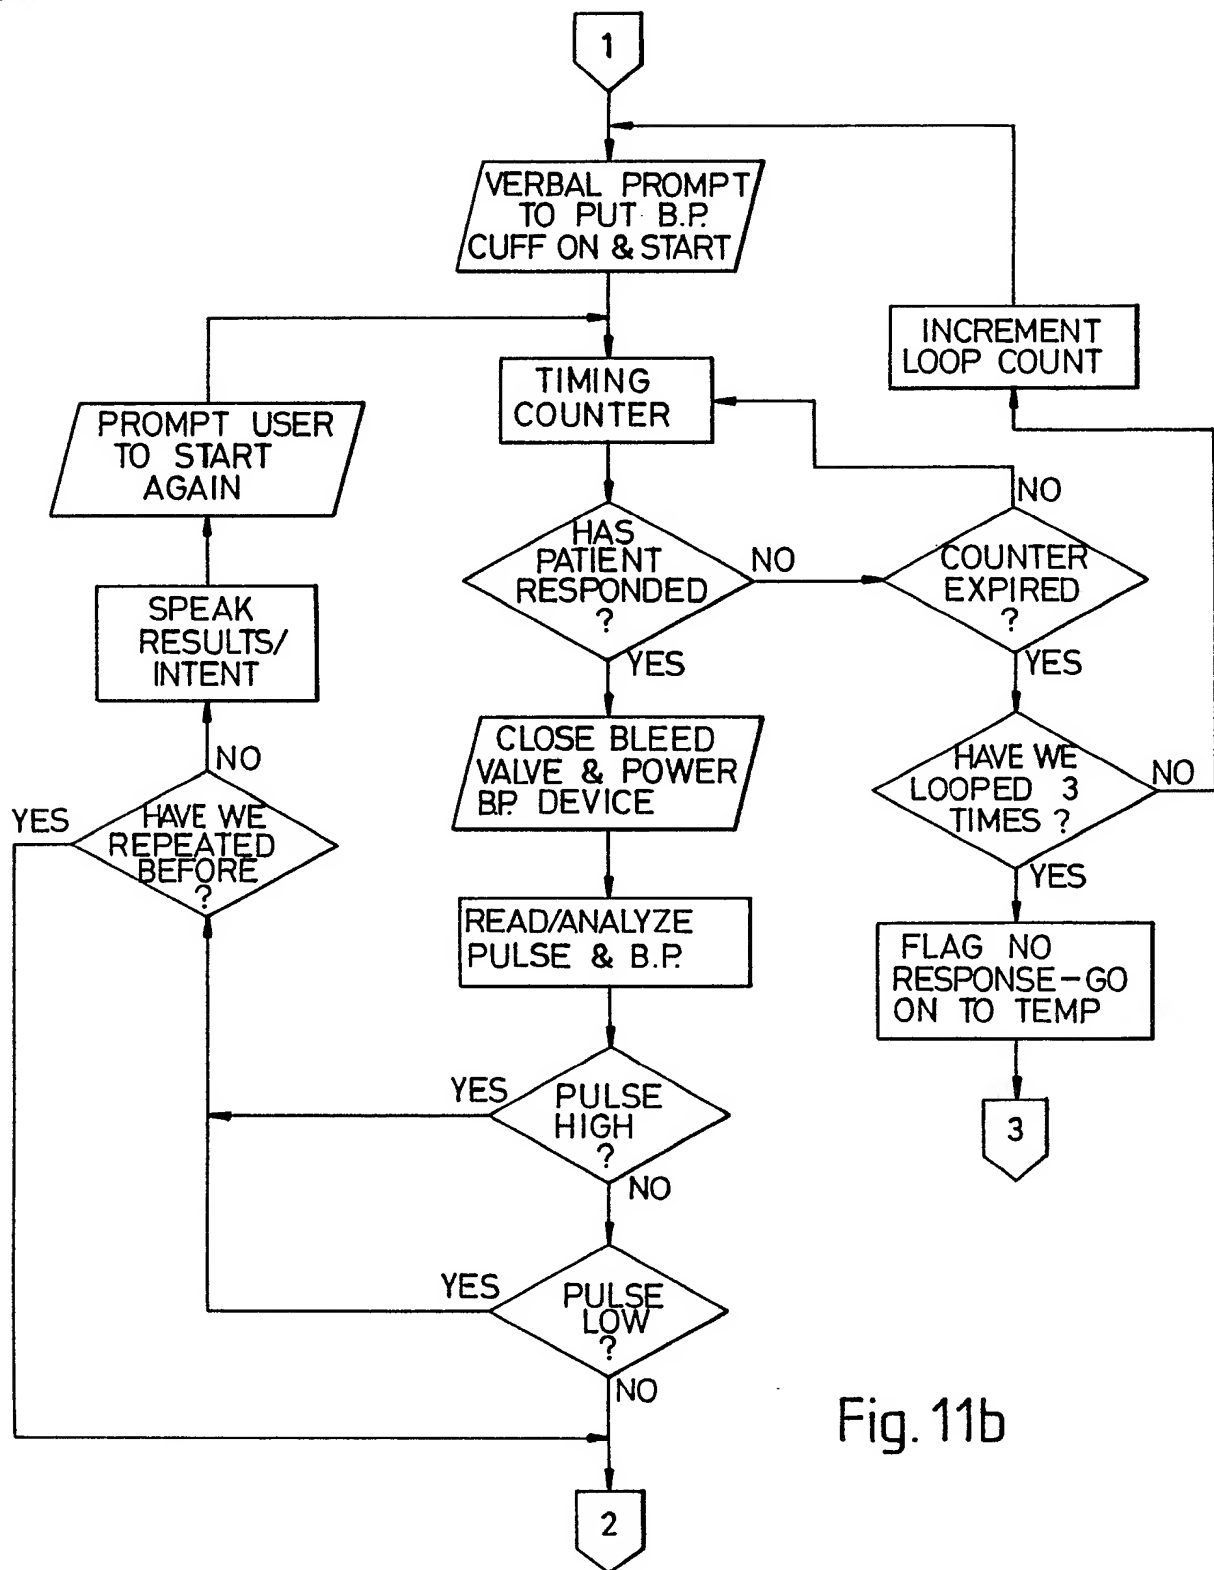 1
VERBAL PROMPT
TO PUT B.P.
CUFF ON & START
INCREMENT
LOOP COUNT
TIMING
COUNTER
PROMPT USER
TO START
AGAIN
NO
HAS
PATIENT
RESPONDED
?
NO
COUNTER
EXPIRED
?
SPEAK
RESULTS/
INTENT
YES
YES
CLOSE BLEED
VALVE & POWER
B.P. DEVICE
HAVE WE
LOOPED 3
TIMES ?
NO
NO
YES
HAVE WE
REPEATED
BEFORE
?
YES
READ/ANALYZE
PULSE & B.P.
FLAG NO
RESPONSE-GO
ON TO TEMP
YES
PULSE
HIGH
?
NO
3
YES
PULSE
LOW
?
NO
Fig. 11b
2